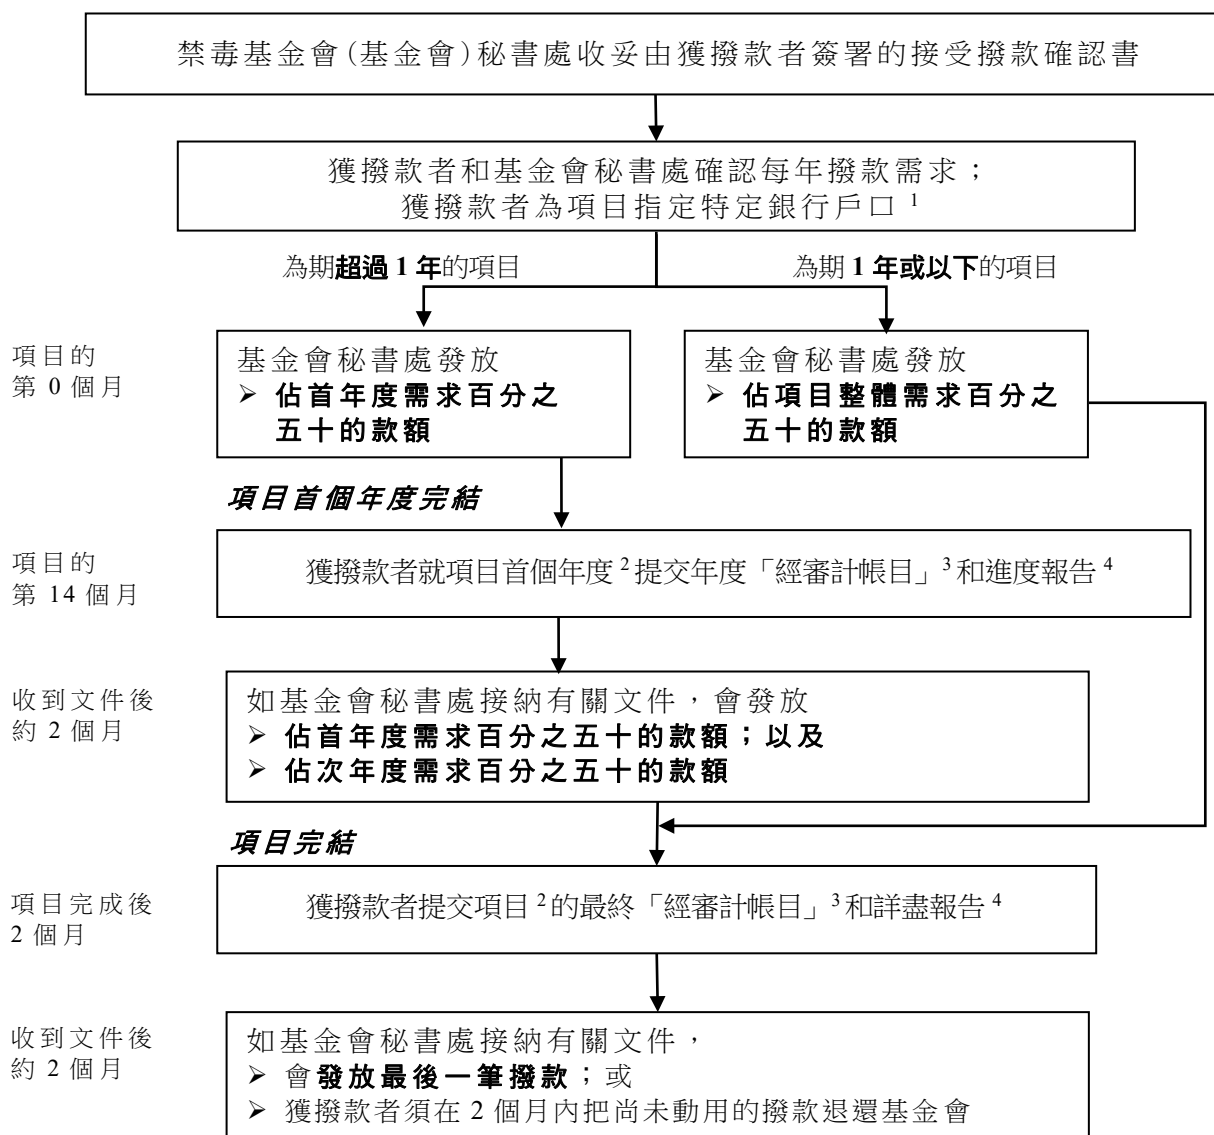 禁毒基金會(基金會)秘書處收妥由獲撥款者簽署的接受撥款確認書
獲撥款者和基金會秘書處確認每年撥款需求；
獲撥款者為項目指定特定銀行戶口 1
為期超過 1 年的項目
為期 1 年或以下的項目
項目的
第 0 個月
基金會秘書處發放
➢ 佔首年度需求百分之
五十的款額
基金會秘書處發放
➢ 佔項目整體需求百分之
五十的款額
項目首個年度完結
項目的
第 14 個月
獲撥款者就項目首個年度 2 提交年度「經審計帳目」3 和進度報告 4
收到文件後
約 2 個月
如基金會秘書處接納有關文件，會發放
➢ 佔首年度需求百分之五十的款額；以及
➢ 佔次年度需求百分之五十的款額
項目完結
項目完成後
2 個月
獲撥款者提交項目 2 的最終「經審計帳目」3 和詳盡報告 4
收到文件後
約 2 個月
如基金會秘書處接納有關文件，
➢ 會發放最後一筆撥款；或
➢ 獲撥款者須在 2 個月內把尚未動用的撥款退還基金會